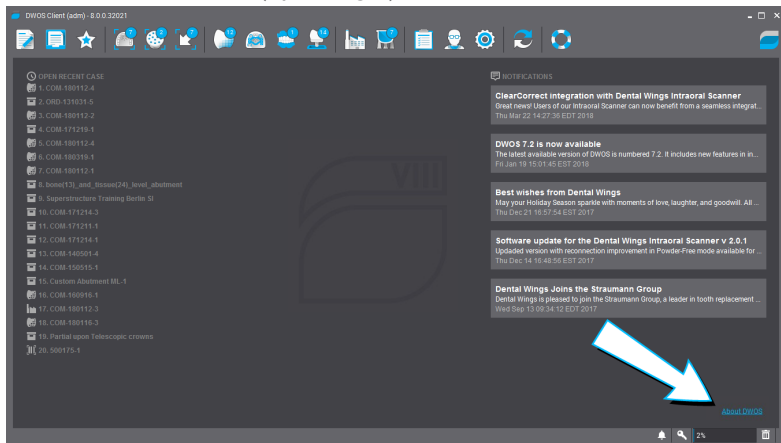 DWOS Client (adm) - 8.0.0.32021
7
2
7
12
1
14
7
OPEN RECENT CASE
1. COM-180112-4
2. ORD-131031-5
3. COM-180112-2
4. COM-171219-1
5. COM-180112-4
6. COM-180319-1
7. COM-180112-1
8. bone(13)_and_tissue(24)_level_abutment
9. Superstructure Training Berlin SI
10. COM-171214-3
11. COM-171211-1
12. COM-171214-1
13. COM-140501-4
14. COM-150515-1
15. Custom Abutment ML-1
16. COM-160916-1
17. COM-180112-3
18. COM-180116-3
19. Partial upon Telescopic crowns
20. 500175-1
VIII
NOTIFICATIONS
ClearCorrect integration with Dental Wings Intraoral Scanner
Great news! Users of our Intraoral Scanner can now benefit from a seamless integrat...
Thu Mar 22 14:27:36 EDT 2018
DWOS 7.2 is now available
The latest available version of DWOS is numbered 7.2. It includes new features in in...
Fri Jan 19 15:01:45 EST 2018
Best wishes from Dental Wings
May your Holiday Season sparkle with moments of love, laughter, and goodwill. All ...
Thu Dec 21 16:57:54 EST 2017
Software update for the Dental Wings Intraoral Scanner v 2.0.1
Updaded version with reconnection improvement in Powder-Free mode available for ...
Thu Dec 14 16:48:56 EST 2017
Dental Wings Joins the Straumann Group
Dental Wings is pleased to join the Straumann Group, a leader in tooth replacement ...
Wed Sep 13 09:34:12 EDT 2017
About DWOS
2%